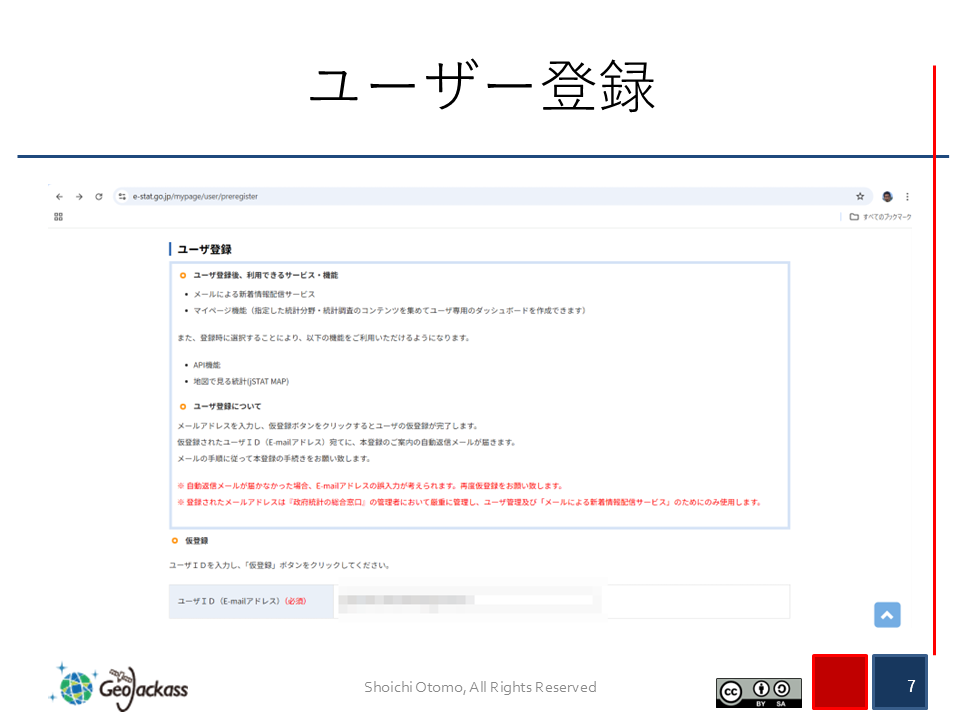 ユーザー登録
e-stat.go.jp/mypage/user/preregister
すべてのブックマーク
ユーザ登録
ユーザ登録後、利用できるサービス・機能
メールによる新着情報配信サービス
マイページ機能（指定した統計分野・統計調査のコンテンツを集めてユーザ専用のダッシュボードを作成できます）
また、登録時に選択することにより、以下の機能をご利用いただけるようになります。
API機能
地図で見る統計(jSTAT MAP)
ユーザ登録について
メールアドレスを入力し、仮登録ボタンをクリックするとユーザの仮登録が完了します。
仮登録されたユーザＩＤ（E-mailアドレス）宛てに、本登録のご案内の自動返信メールが届きます。
メールの手順に従って本登録の手続きをお願い致します。
※ 自動返信メールが届かなかった場合、E-mailアドレスの誤入力が考えられます。再度仮登録をお願い致します。
※ 登録されたメールアドレスは『政府統計の総合窓口』の管理者において厳重に管理し、ユーザ管理及び「メールによる新着情報配信サービス」のためにのみ使用します。
仮登録
ユーザＩＤを入力し、「仮登録」ボタンをクリックしてください。
ユーザＩＤ（E-mailアドレス）（必須）
GeoJackass
Shoichi Otomo, All Rights Reserved
cc
BY SA
7